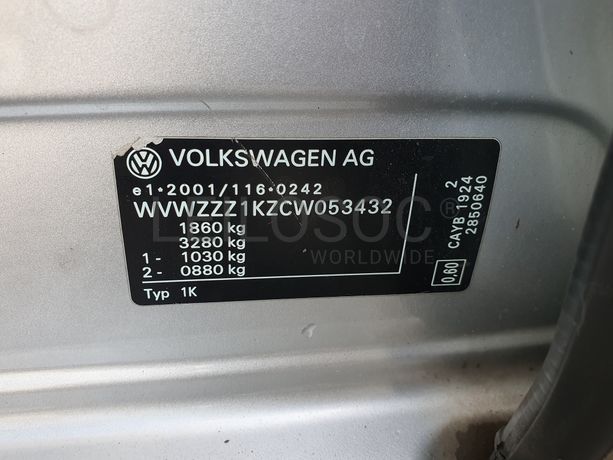 VOLKSWAGEN AG
e1*2001/116*0242
WVWZZZ1KZCW053432
1860 kg
3280 kg
1- 1030 kg
2- 0880 kg
Typ 1K
0,60
CAYB 1924
2
2850640
WORLDWIDE